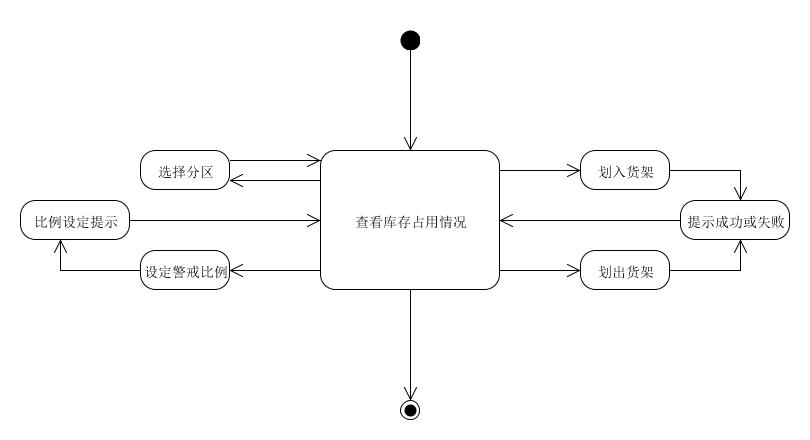 选择分区
划入货架
比例设定提示
查看库存占用情况
提示成功或失败
设定警戒比例
划出货架